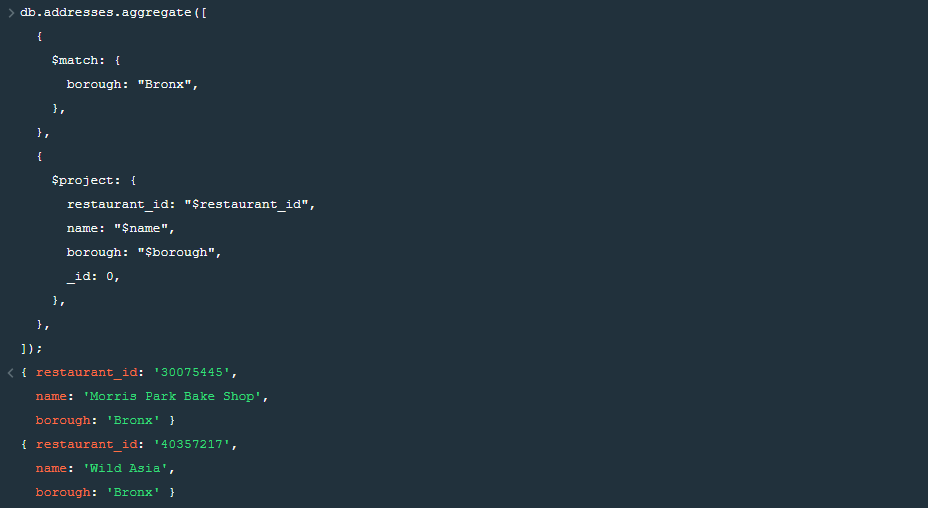 > db.addresses.aggregate([
{
$match: {
borough: "Bronx",
},
},
{
$project: {
restaurant_id: "$restaurant_id",
name: "$name",
borough: "$borough",
_id: 0,
},
},
]);
< { restaurant_id: '30075445',
name: 'Morris Park Bake Shop',
borough: 'Bronx' }
{ restaurant_id: '40357217',
name: 'Wild Asia',
borough: 'Bronx' }